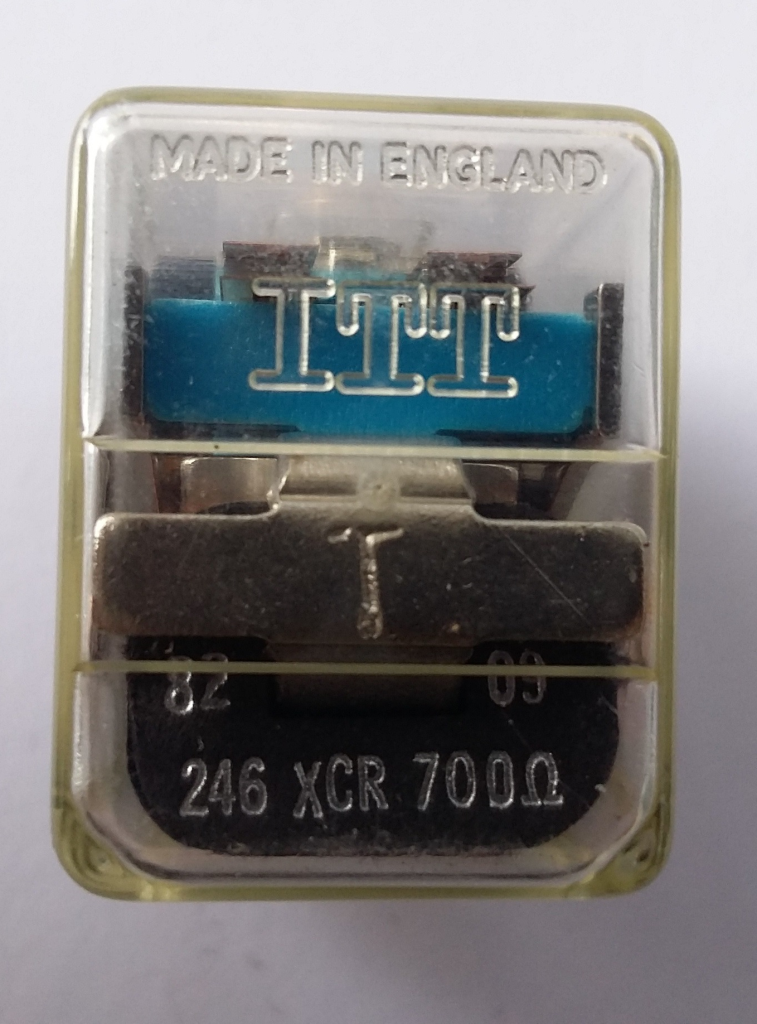 MADE IN ENGLAND
ITT
T
82 09
246 XCR 700Ω